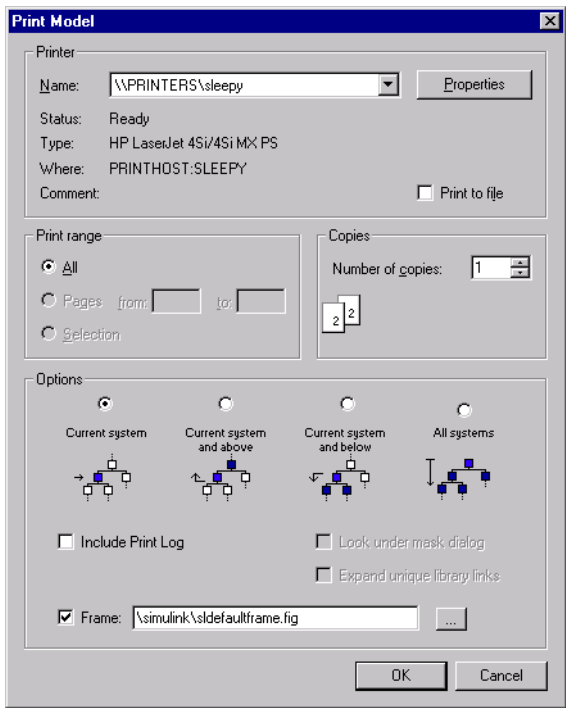 Print Model
Printer
Name: \\PRINTERS\sleepy Properties
Status: Ready
Type: HP LaserJet 4Si/4Si MX PS
Where: PRINTHOST:SLEEPY
Comment: Print to file
Print range
All
Pages from: to:
Selection
Copies
Number of copies: 1
2 2
Options
Current system
Current system
and above
Current system
and below
All systems
Include Print Log
Look under mask dialog
Expand unique library links
Frame: \simulink\sldefaultframe.fig ...
OK Cancel